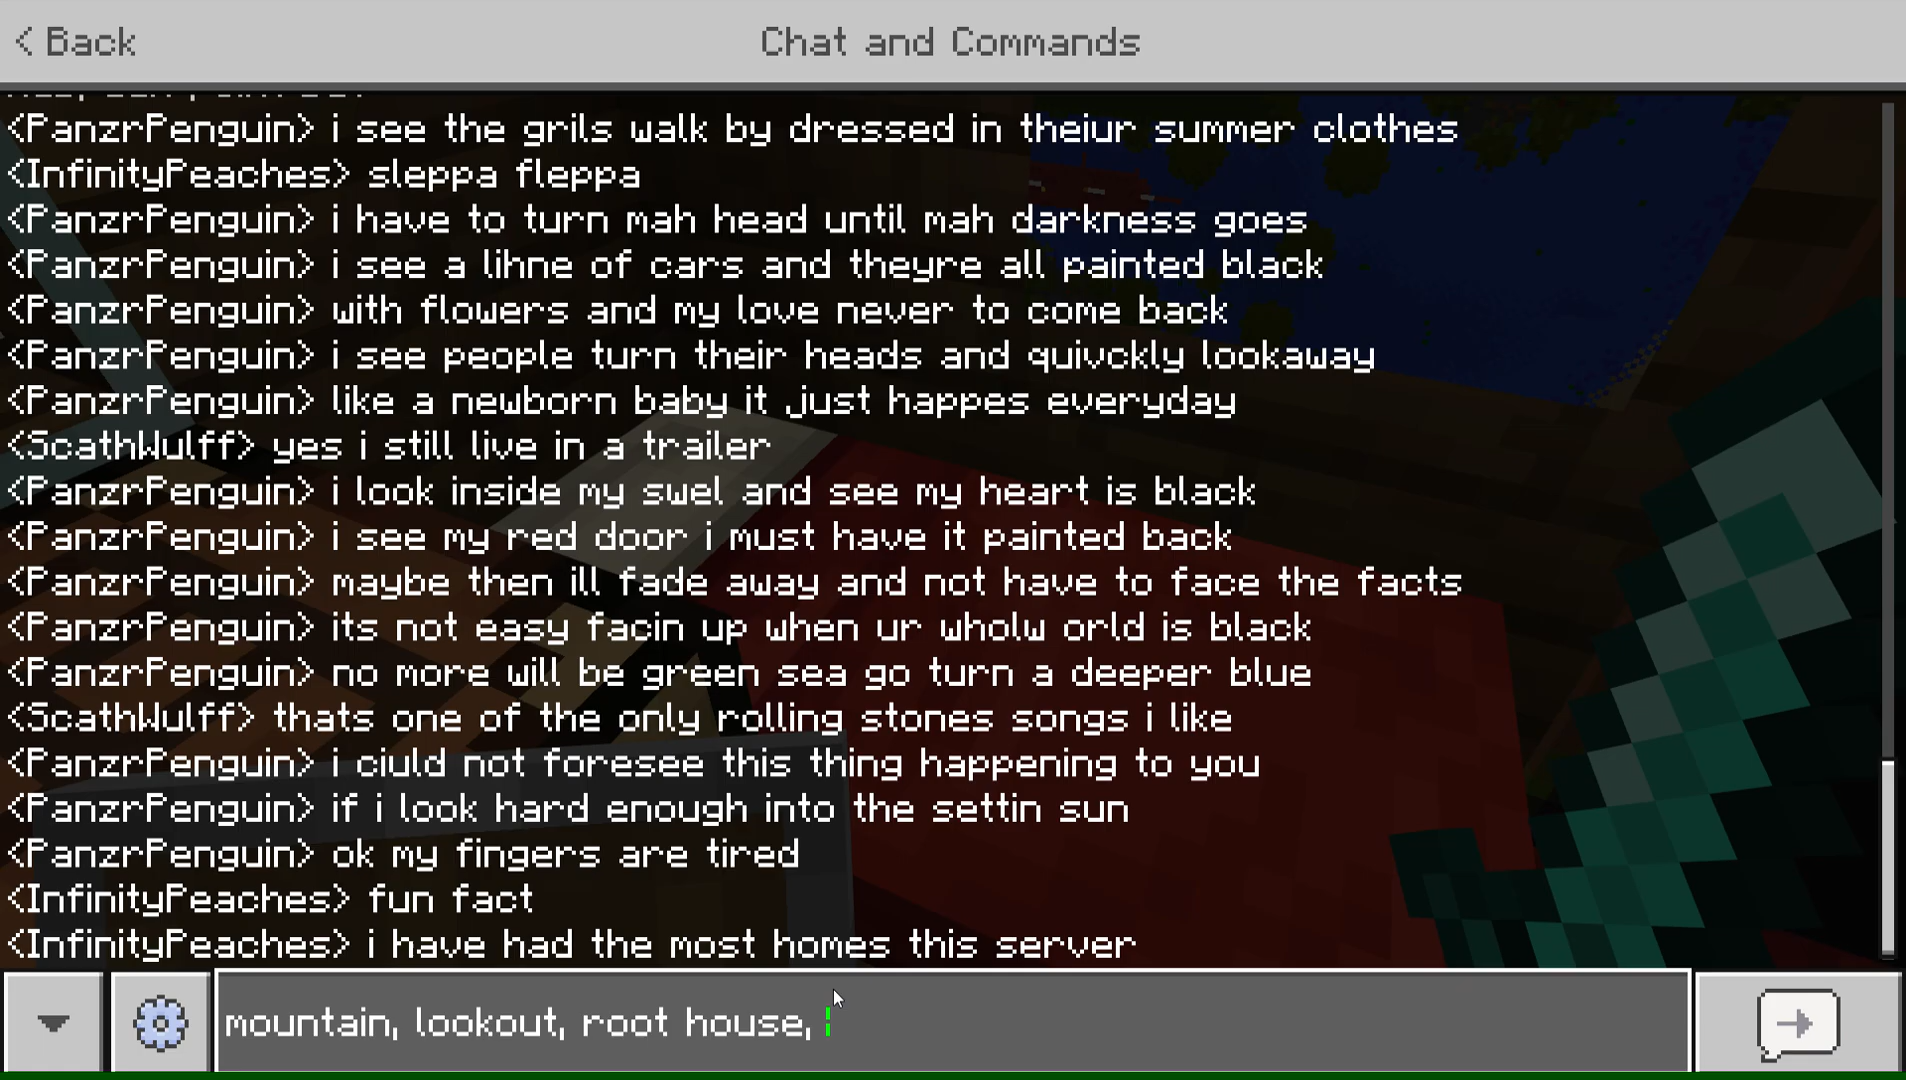 < Back
Chat and Commands
<PanzrPenguin> i see the grils walk by dressed in theiur summer clothes
<InfinityPeaches> sleppa fleppa
<PanzrPenguin> i have to turn mah head until mah darkness goes
<PanzrPenguin> i see a lihne of cars and theyre all painted black
<PanzrPenguin> with flowers and my love never to come back
<PanzrPenguin> i see people turn their heads and quivckly lookaway
<PanzrPenguin> like a newborn baby it just happes everyday
<ScathWulff> yes i still live in a trailer
<PanzrPenguin> i look inside my swel and see my heart is black
<PanzrPenguin> i see my red door i must have it painted back
<PanzrPenguin> maybe then ill fade away and not have to face the facts
<PanzrPenguin> its not easy facin up when ur wholw orld is black
<PanzrPenguin> no more will be green sea go turn a deeper blue
<ScathWulff> thats one of the only rolling stones songs i like
<PanzrPenguin>  ciuld not foresee this thing happening to you
<PanzrPenguin> if i look hard enough into the settin sun
<PanzrPenguin> ok my fingers are tired
<InfinityPeaches> fun fact
<InfinityPeaches> i have had the most homes this server
mountain, lookout, root house,